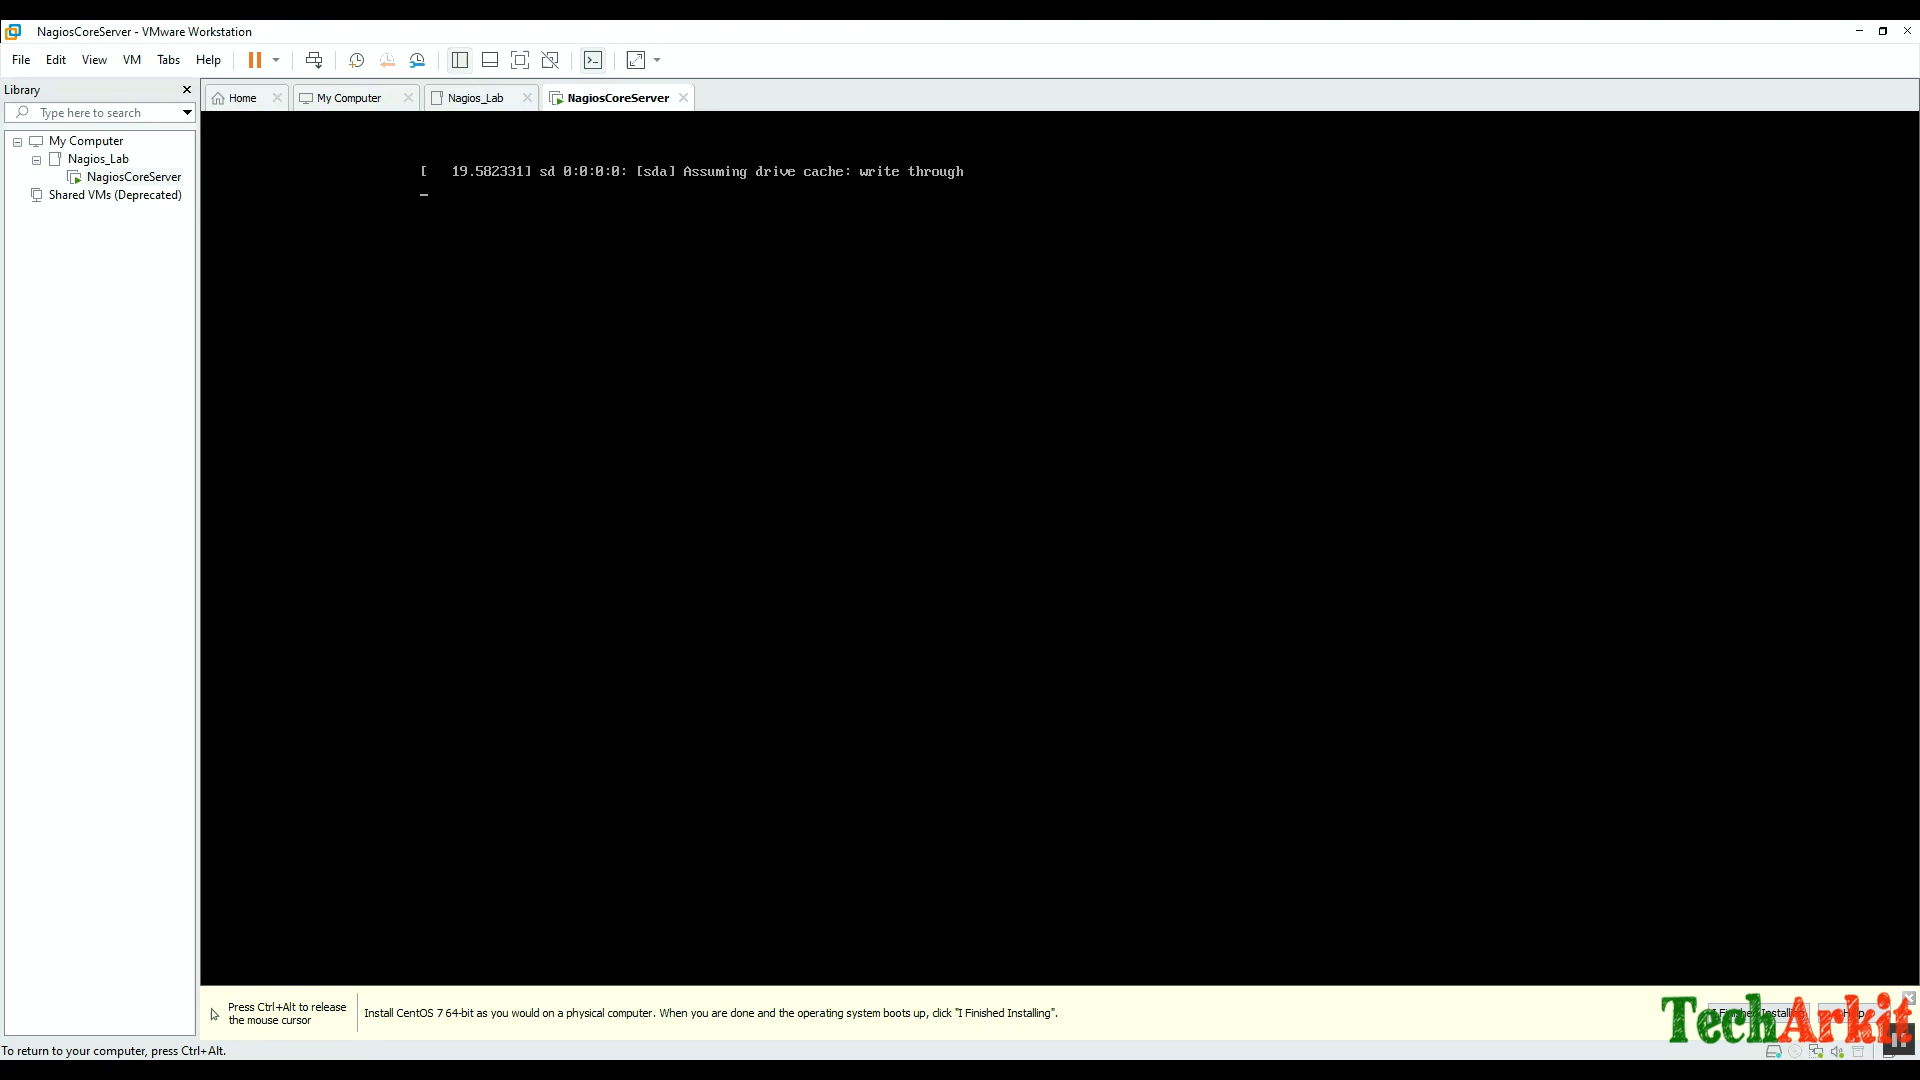 NagiosCoreServer - VMware Workstation
File Edit View VM Tabs Help
Library
Type here to search
My Computer
Nagios_Lab
NagiosCoreServer
Shared VMs (Deprecated)
Home My Computer Nagios_Lab NagiosCoreServer
[   19.582331] sd 0:0:0:0: [sda] Assuming drive cache: write through
_
Press Ctrl+Alt to release
the mouse cursor
Install CentOS 7 64-bit as you would on a physical computer. When you are done and the operating system boots up, click "I Finished Installing".
I Finished Installing Help
TechArkit
To return to your computer, press Ctrl+Alt.